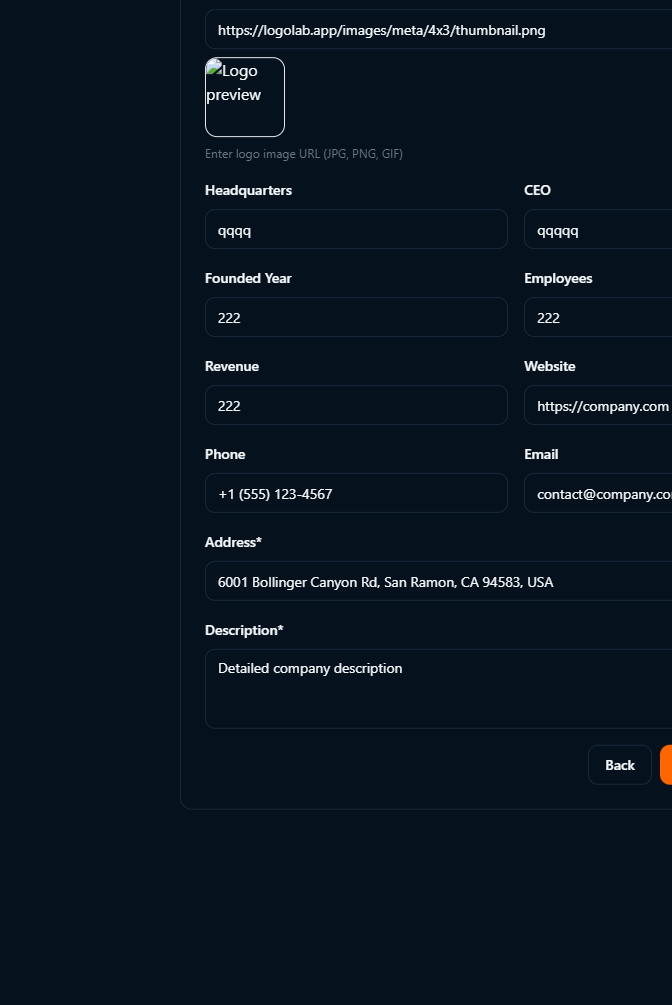 https://logolab.app/images/meta/4x3/thumbnail.png
Logo
preview
Enter logo image URL (JPG, PNG, GIF)
Headquarters CEO
qqqq qqqqq
Founded Year Employees
222 222
Revenue Website
222 https://company.com
Phone Email
+1 (555) 123-4567 contact@company.co
Address*
6001 Bollinger Canyon Rd, San Ramon, CA 94583, USA
Description*
Detailed company description
Back